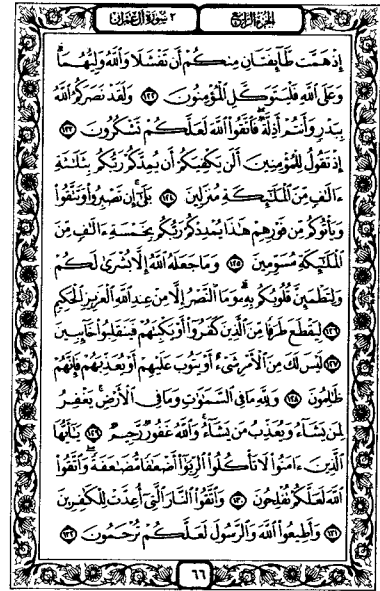 الجزء الرابع ٣ سورة آل عمران
إِذْ هَمَّت طَّآئِفَتَانِ مِنكُمْ أَن تَفْشَلَا وَٱللَّهُ وَلِيُّهُمَا ۗ
وَعَلَى ٱللَّهِ فَلْيَتَوَكَّلِ ٱلْمُؤْمِنُونَ ١٢٢ وَلَقَدْ نَصَرَكُمُ ٱللَّهُ
بِبَدْرٍ وَأَنتُمْ أَذِلَّةٌ ۖ فَٱتَّقُوا۟ ٱللَّهَ لَعَلَّكُمْ تَشْكُرُونَ ١٢٣
إِذْ تَقُولُ لِلْمُؤْمِنِينَ أَلَن يَكْفِيَكُمْ أَن يُمِدَّكُمْ رَبُّكُم بِثَلَٰثَةِ
ءَالَٰفٍ مِّنَ ٱلْمَلَٰٓئِكَةِ مُنزَلِينَ ١٢٤ بَلَىٰٓ ۚ إِن تَصْبِرُوا۟ وَتَتَّقُوا۟
وَيَأْتُوكُم مِّن فَوْرِهِمْ هَٰذَا يُمْدِدْكُمْ رَبُّكُم بِخَمْسَةِ ءَالَٰفٍ مِّنَ
ٱلْمَلَٰٓئِكَةِ مُسَوِّمِينَ ١٢٥ وَمَا جَعَلَهُ ٱللَّهُ إِلَّا بُشْرَىٰ لَكُمْ
وَلِتَطْمَئِنَّ قُلُوبُكُم بِهِۦ ۗ وَمَا ٱلنَّصْرُ إِلَّا مِنْ عِندِ ٱللَّهِ ٱلْعَزِيزِ ٱلْحَكِيمِ
١٢٦ لِيَقْطَعَ طَرَفًا مِّنَ ٱلَّذِينَ كَفَرُوٓا۟ أَوْ يَكْبِتَهُمْ فَيَنقَلِبُوا۟ خَآئِبِينَ
١٢٧ لَيْسَ لَكَ مِنَ ٱلْأَمْرِ شَىْءٌ أَوْ يَتُوبَ عَلَيْهِمْ أَوْ يُعَذِّبَهُمْ فَإِنَّهُمْ
ظَٰلِمُونَ ١٢٨ وَلِلَّهِ مَا فِى ٱلسَّمَٰوَٰتِ وَمَا فِى ٱلْأَرْضِ ۚ يَغْفِرُ
لِمَن يَشَآءُ وَيُعَذِّبُ مَن يَشَآءُ ۚ وَٱللَّهُ غَفُورٌ رَّحِيمٌ ١٢٩ يَٰٓأَيُّهَا
ٱلَّذِينَ ءَامَنُوا۟ لَا تَأْكُلُوا۟ ٱلرِّبَوٰٓا۟ أَضْعَٰفًا مُّضَٰعَفَةً ۖ وَٱتَّقُوا۟
ٱللَّهَ لَعَلَّكُمْ تُفْلِحُونَ ١٣٠ وَٱتَّقُوا۟ ٱلنَّارَ ٱلَّتِىٓ أُعِدَّتْ لِلْكَٰفِرِينَ
١٣١ وَأَطِيعُوا۟ ٱللَّهَ وَٱلرَّسُولَ لَعَلَّكُمْ تُرْحَمُونَ ١٣٢
٦٦